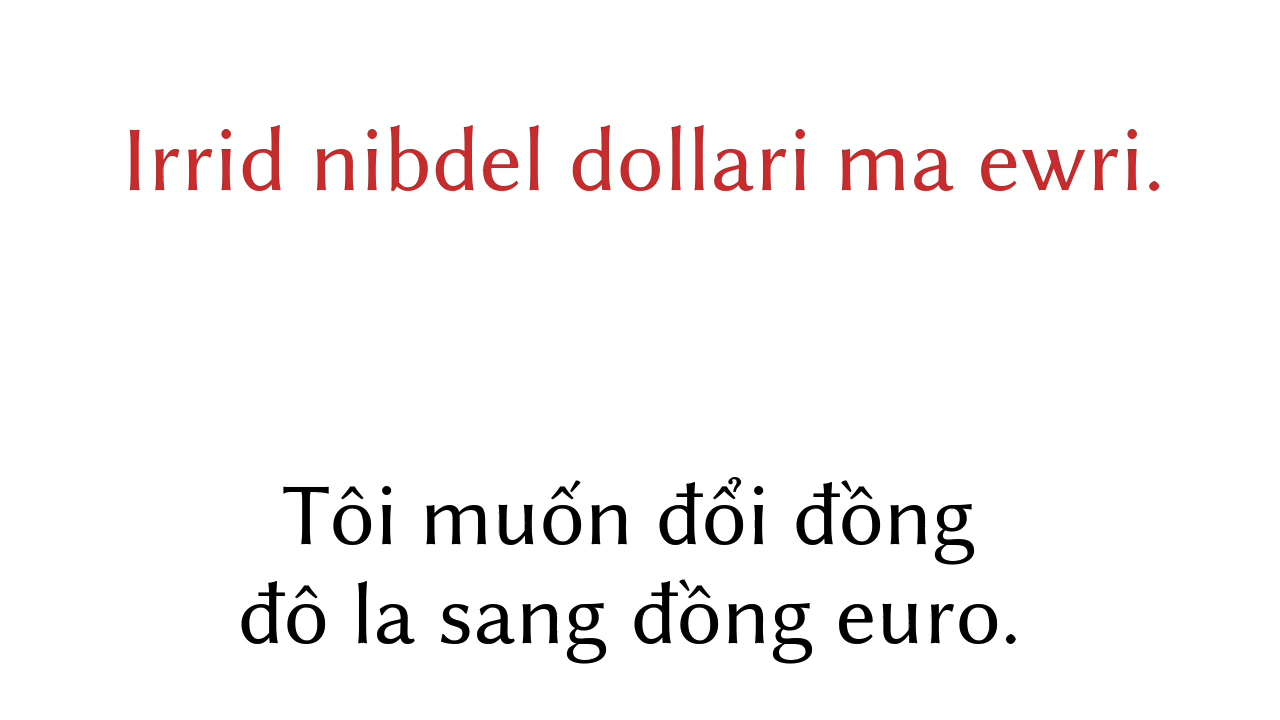 Irrid nibdel dollari ma ewri.
Tôi muốn đổi đồng
đô la sang đồng euro.